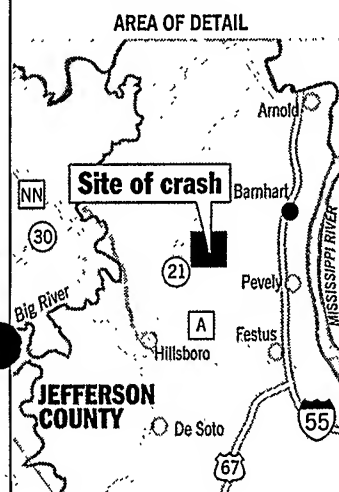 AREA OF DETAIL
Arnold
Site of crash
Barnhart
NN
30
21
MISSISSIPPI RIVER
Pevely
Big River
A
Festus
Hillsboro
JEFFERSON
COUNTY
55
De Soto
67